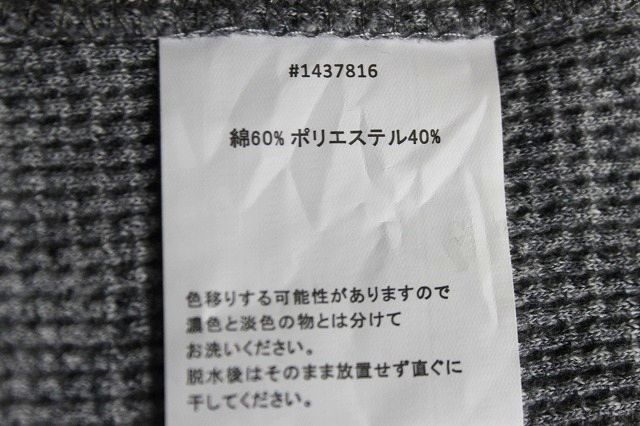 #1437816
綿60% ポリエステル40%
色移りする可能性がありますので
濃色と淡色の物とは分けて
お洗いください。
脱水後はそのまま放置せず直ぐに
干してください。